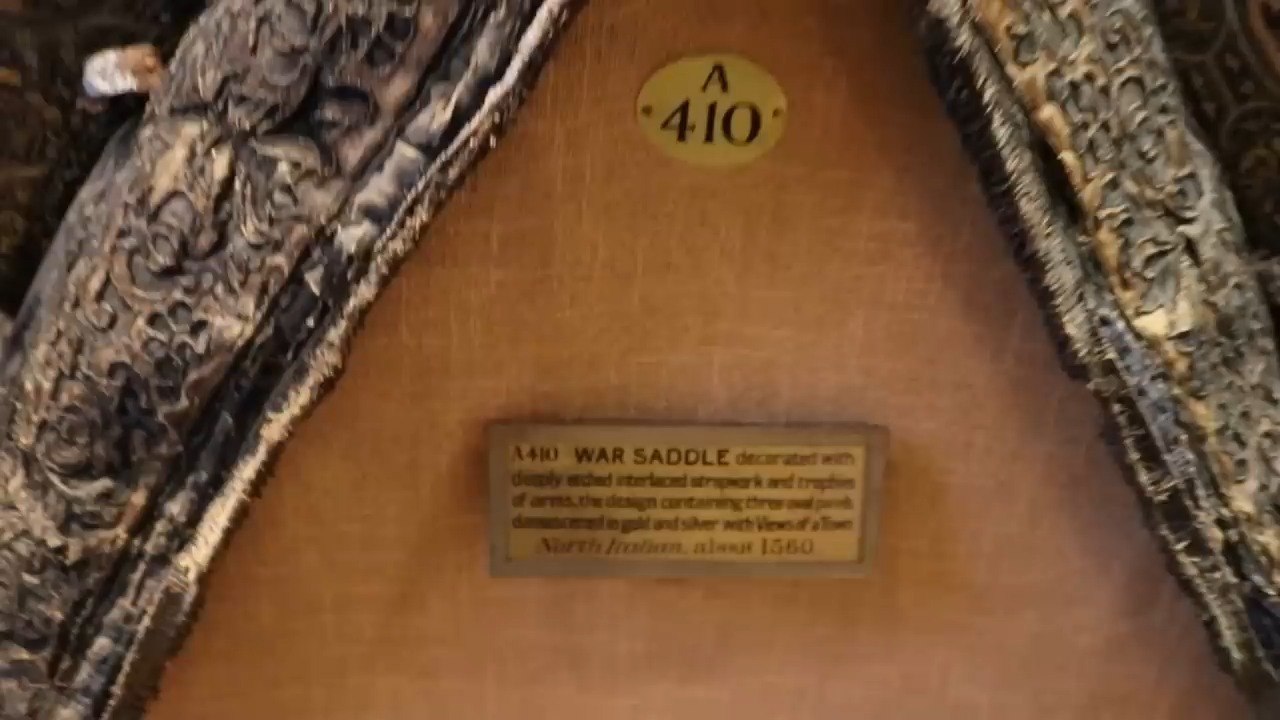 A
410
A410 WAR SADDLE decorated with
deeply etched interlaced strapwork and trophies
of arms, the design containing three oval panels
damascened in gold and silver with Views of a Town
North Italian, about 1560